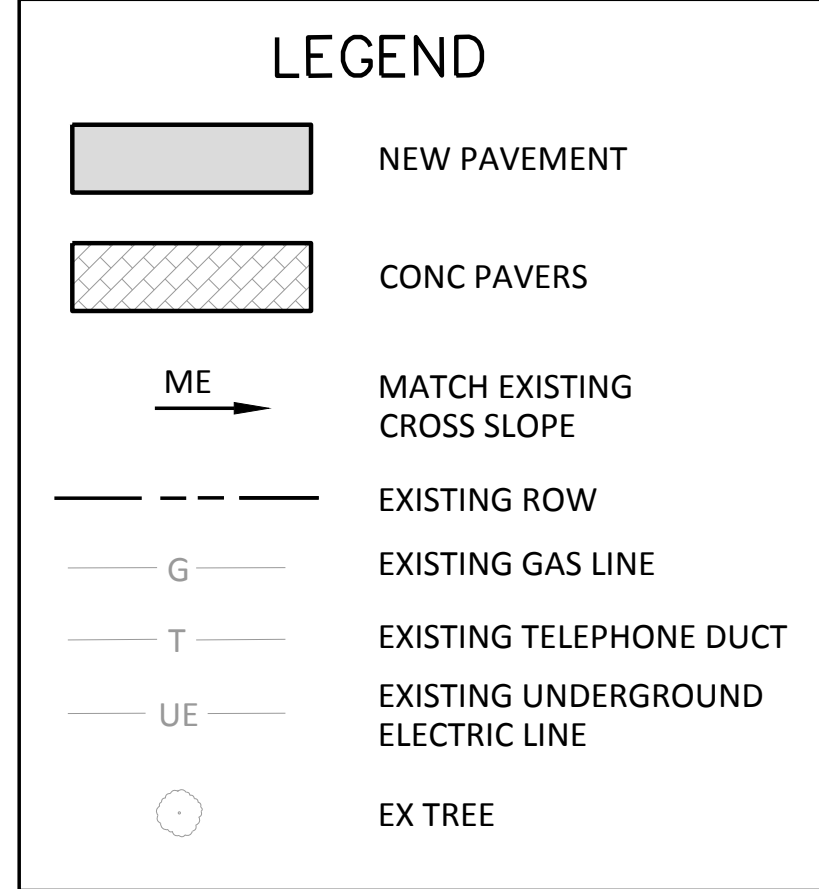 LEGEND
NEW PAVEMENT
CONC PAVERS
ME
MATCH EXISTING
CROSS SLOPE
EXISTING ROW
G
EXISTING GAS LINE
T
EXISTING TELEPHONE DUCT
UE
EXISTING UNDERGROUND
ELECTRIC LINE
EX TREE